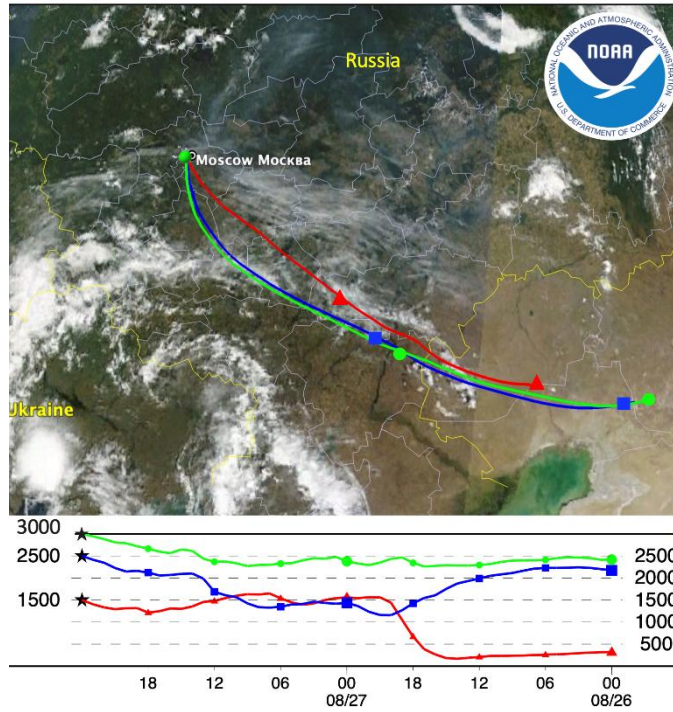 Russia
NATIONAL OCEANIC AND ATMOSPHERIC ADMINISTRATION
NOAA
U.S. DEPARTMENT OF COMMERCE
Moscow Москва
Ukraine
3000
2500 2500
2000
1500 1500
1000
500
18 12 06 00 18 12 06 00
08/27 08/26